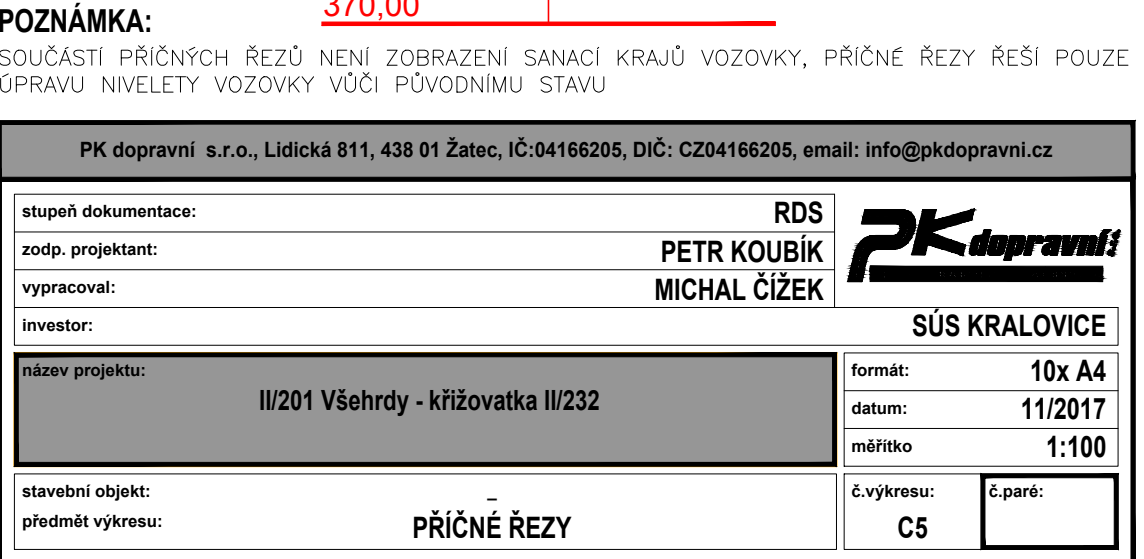 370,00
POZNÁMKA:
SOUČÁSTÍ PŘÍČNÝCH ŘEZŮ NENÍ ZOBRAZENÍ SANACÍ KRAJŮ VOZOVKY, PŘÍČNÉ ŘEZY ŘEŠÍ POUZE
ÚPRAVU NIVELETY VOZOVKY VŮČI PŮVODNÍMU STAVU
PK dopravní s.r.o., Lidická 811, 438 01 Žatec, IČ:04166205, DIČ: CZ04166205, email: info@pkdopravni.cz
stupeň dokumentace: RDS
zodp. projektant: PETR KOUBÍK
vypracoval: MICHAL ČÍŽEK
PK dopravní
investor: SÚS KRALOVICE
název projektu:
II/201 Všehrdy - křižovatka II/232
formát: 10x A4
datum: 11/2017
měřítko 1:100
stavební objekt: –
předmět výkresu: PŘÍČNÉ ŘEZY
č.výkresu:
C5
č.paré: